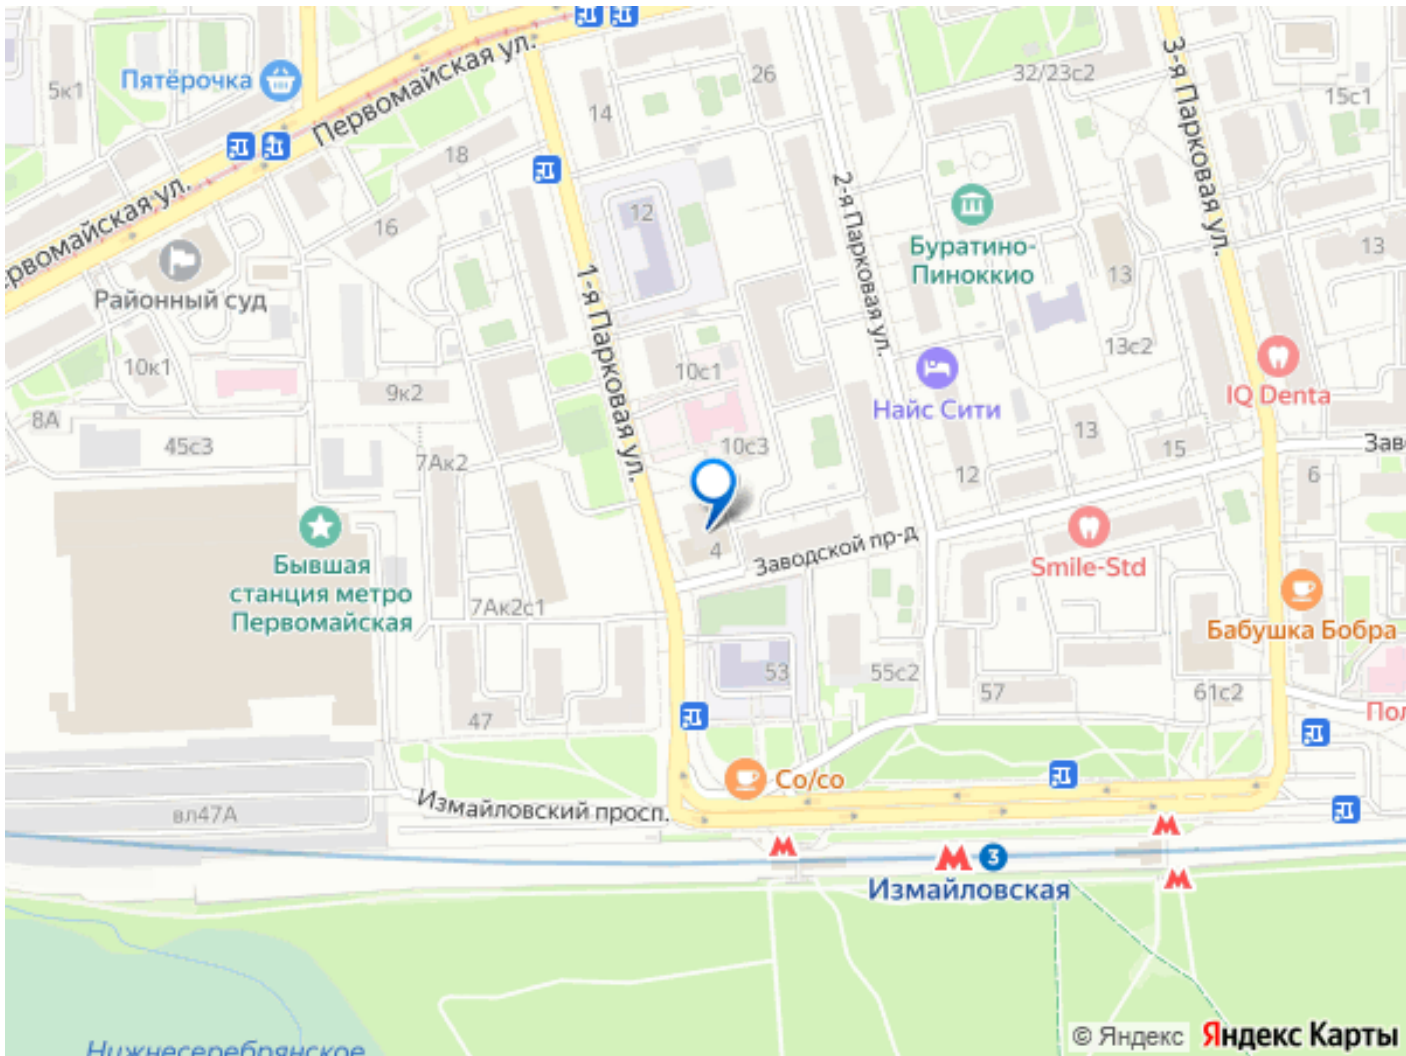 Пятёрочка
5к1
Первомайская ул.
26
32/23с2
3-я Парковая ул.
15с1
14
18
16
12
2-я Парковая ул.
Буратино-
Пиноккио
13
13
рвомайская ул.
Районный суд
1-я Парковая ул.
13с2
10к1
9к2
10с1
Найс Сити
IQ Denta
8А
45с3
7Ак2
10с3
13
15
Зав
12
6
4
Заводской пр-д
Smile-Std
Бывшая
станция метро
Первомайская
7Ак2с1
Бабушка Бобра
53
55с2
57
61с2
47
Пол
Co/co
Измайловский просп.
вл47А
М
М
М 3
М
Измайловская
Нижнесеребрянское
© Яндекс Яндекс Карты